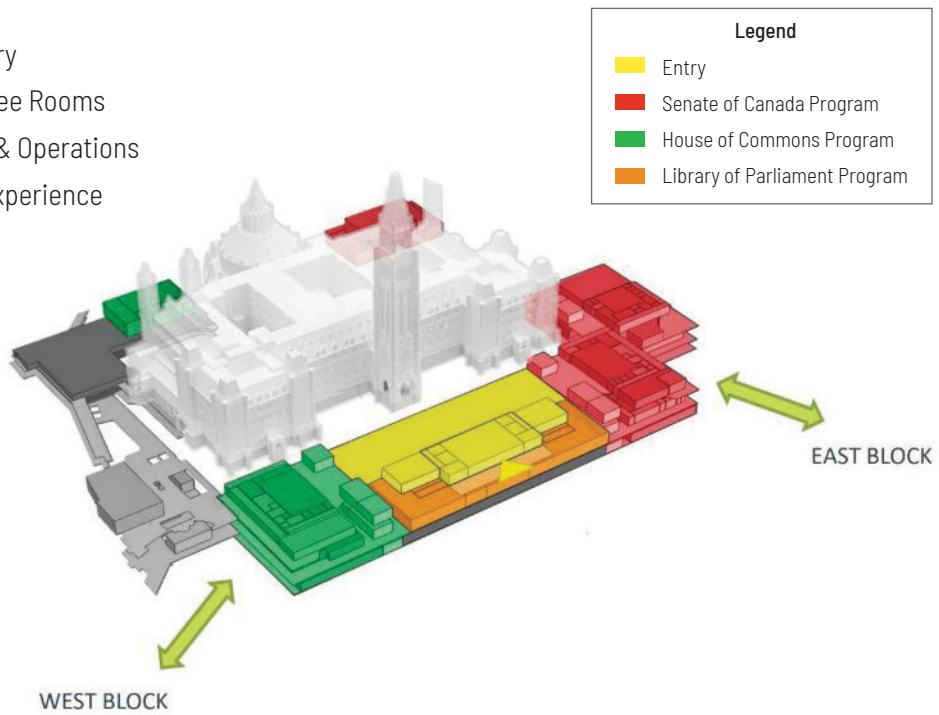 ry
ee Rooms
& Operations
xperience
Legend
Entry
Senate of Canada Program
House of Commons Program
Library of Parliament Program
EAST BLOCK
WEST BLOCK